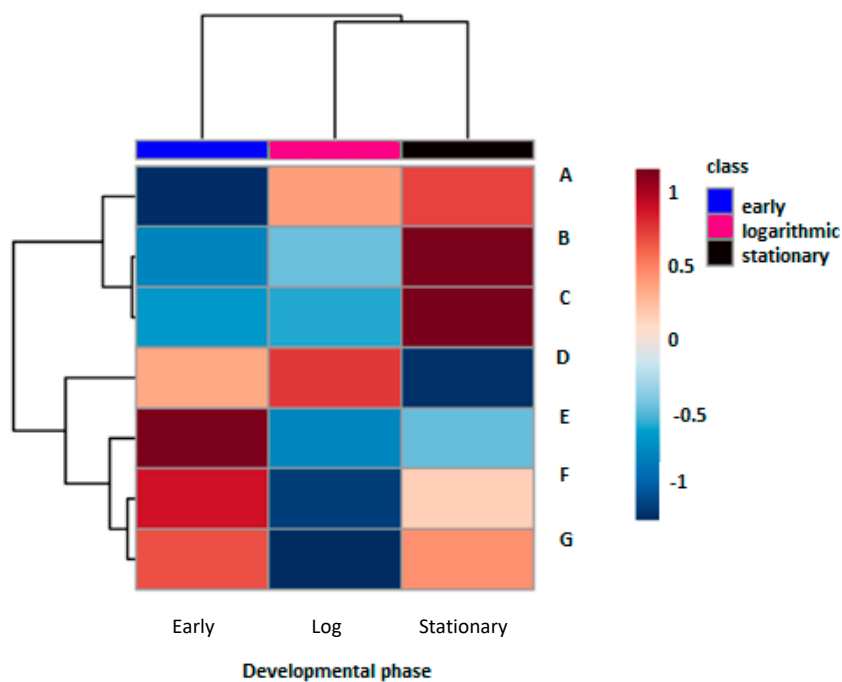 A
B
C
D
E
F
G
1
0.5
0
-0.5
-1
class
early
logarithmic
stationary
Early Log Stationary
Developmental phase